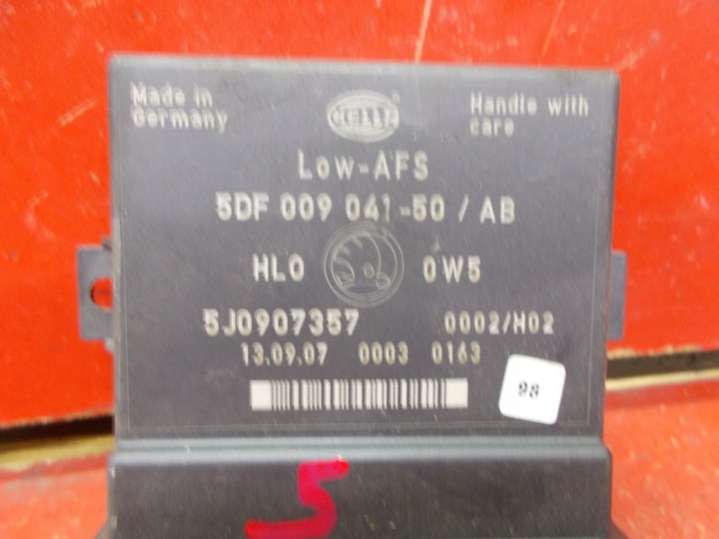 Made in
Germany
HELLA
Handle with
care
Low-AFS
5DF 009 041-50 / AB
HL0 0W5
5J0907357 0002/H02
13.09.07 0003 0163
98
5